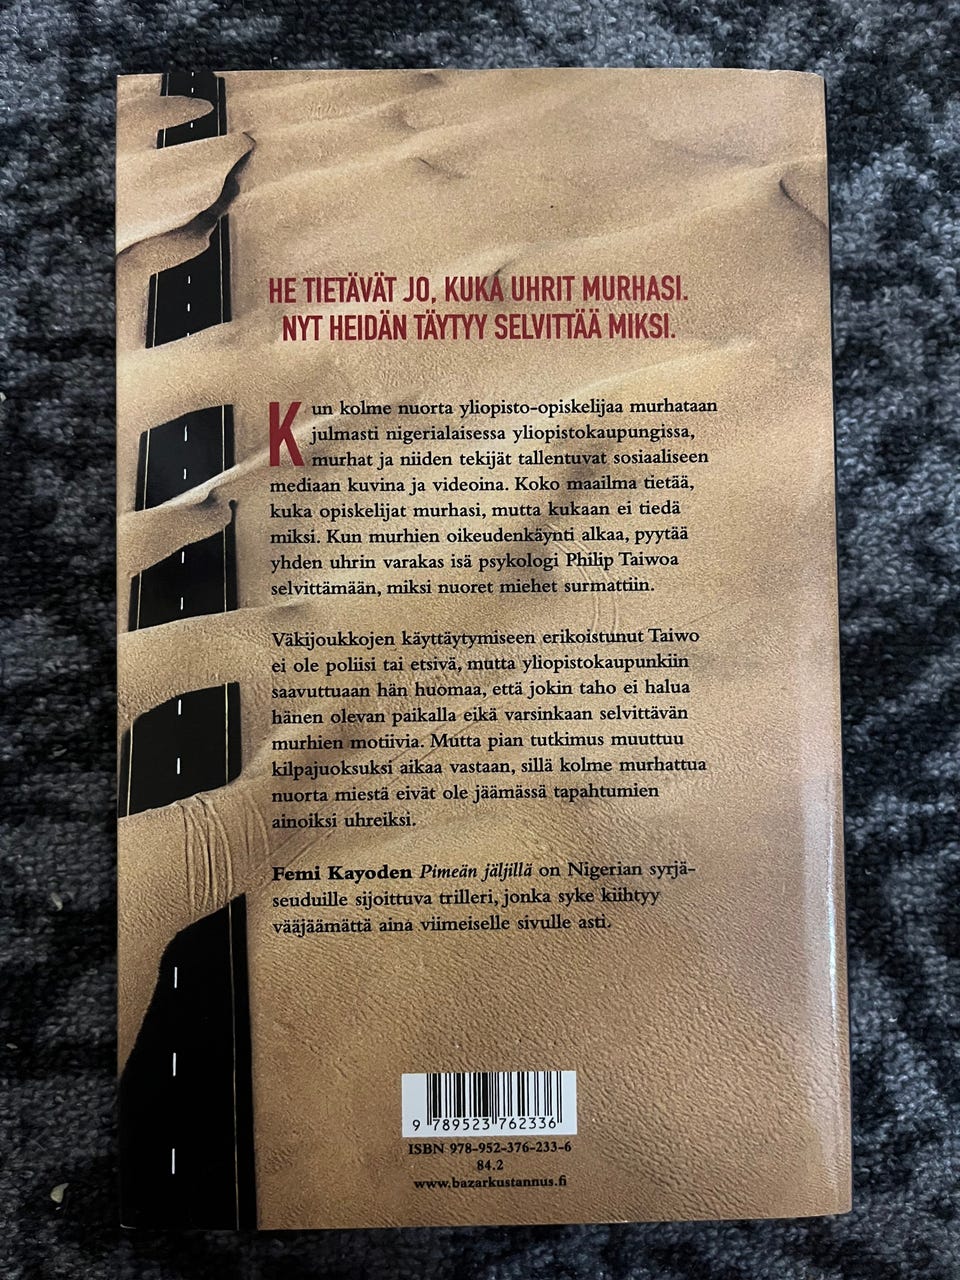 HE TIETÄVÄT JO, KUKA UHRIT MURHASI.
NYT HEIDÄN TÄYTYY SELVITTÄÄ MIKSI.
Kun kolme nuorta yliopisto-opiskelijaa murhataan
julmasti nigerialaisessa yliopistokaupungissa,
murhat ja niiden tekijät tallentuvat sosiaaliseen
mediaan kuvina ja videoina. Koko maailma tietää,
kuka opiskelijat murhasi, mutta kukaan ei tiedä
miksi. Kun murhien oikeudenkäynti alkaa, pyytää
yhden uhrin varakas isä psykologi Philip Taiwoa
selvittämään, miksi nuoret miehet surmattiin.
Väkijoukkojen käyttäytymiseen erikoistunut Taiwo
ei ole poliisi tai etsivä, mutta yliopistokaupunkiin
saavuttuaan hän huomaa, että jokin taho ei halua
hänen olevan paikalla eikä varsinkaan selvittävän
murhien motiivia. Mutta pian tutkimus muuttuu
kilpajuoksuksi aikaa vastaan, sillä kolme murhattua
nuorta miestä eivät ole jäämässä tapahtumien
ainoiksi uhreiksi.
Femi Kayoden Pimeän jäljillä on Nigerian syrjä-
seuduille sijoittuva trilleri, jonka syke kiihtyy
vääjäämättä aina viimeiselle sivulle asti.
9 789523 762336
ISBN 978-952-376-233-6
84.2
www.bazarkustannus.fi